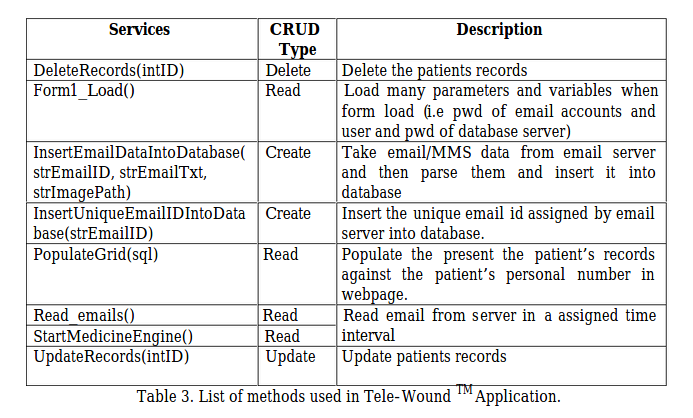 Services CRUD Type Description
DeleteRecords(intID) Delete Delete the patients records
Form1_Load() Read Load many parameters and variables when
form load (i.e pwd of email accounts and
user and pwd of database server)
InsertEmailDataIntoDatabase( Create Take email/MMS data from email server
strEmailID, strEmailTxt, and then parse them and insert it into
strImagePath) database
InsertUniqueEmailIDIntoData Create Insert the unique email id assigned by email
base(strEmailID) server into database.
PopulateGrid(sql) Read Populate the present the patient's records
against the patient's personal number in
webpage.
Read_emails() Read Read email from server in a assigned time
StartMedicineEngine() Read interval
UpdateRecords(intID) Update Update patients records
Table 3. List of methods used in Tele-Wound TM Application.